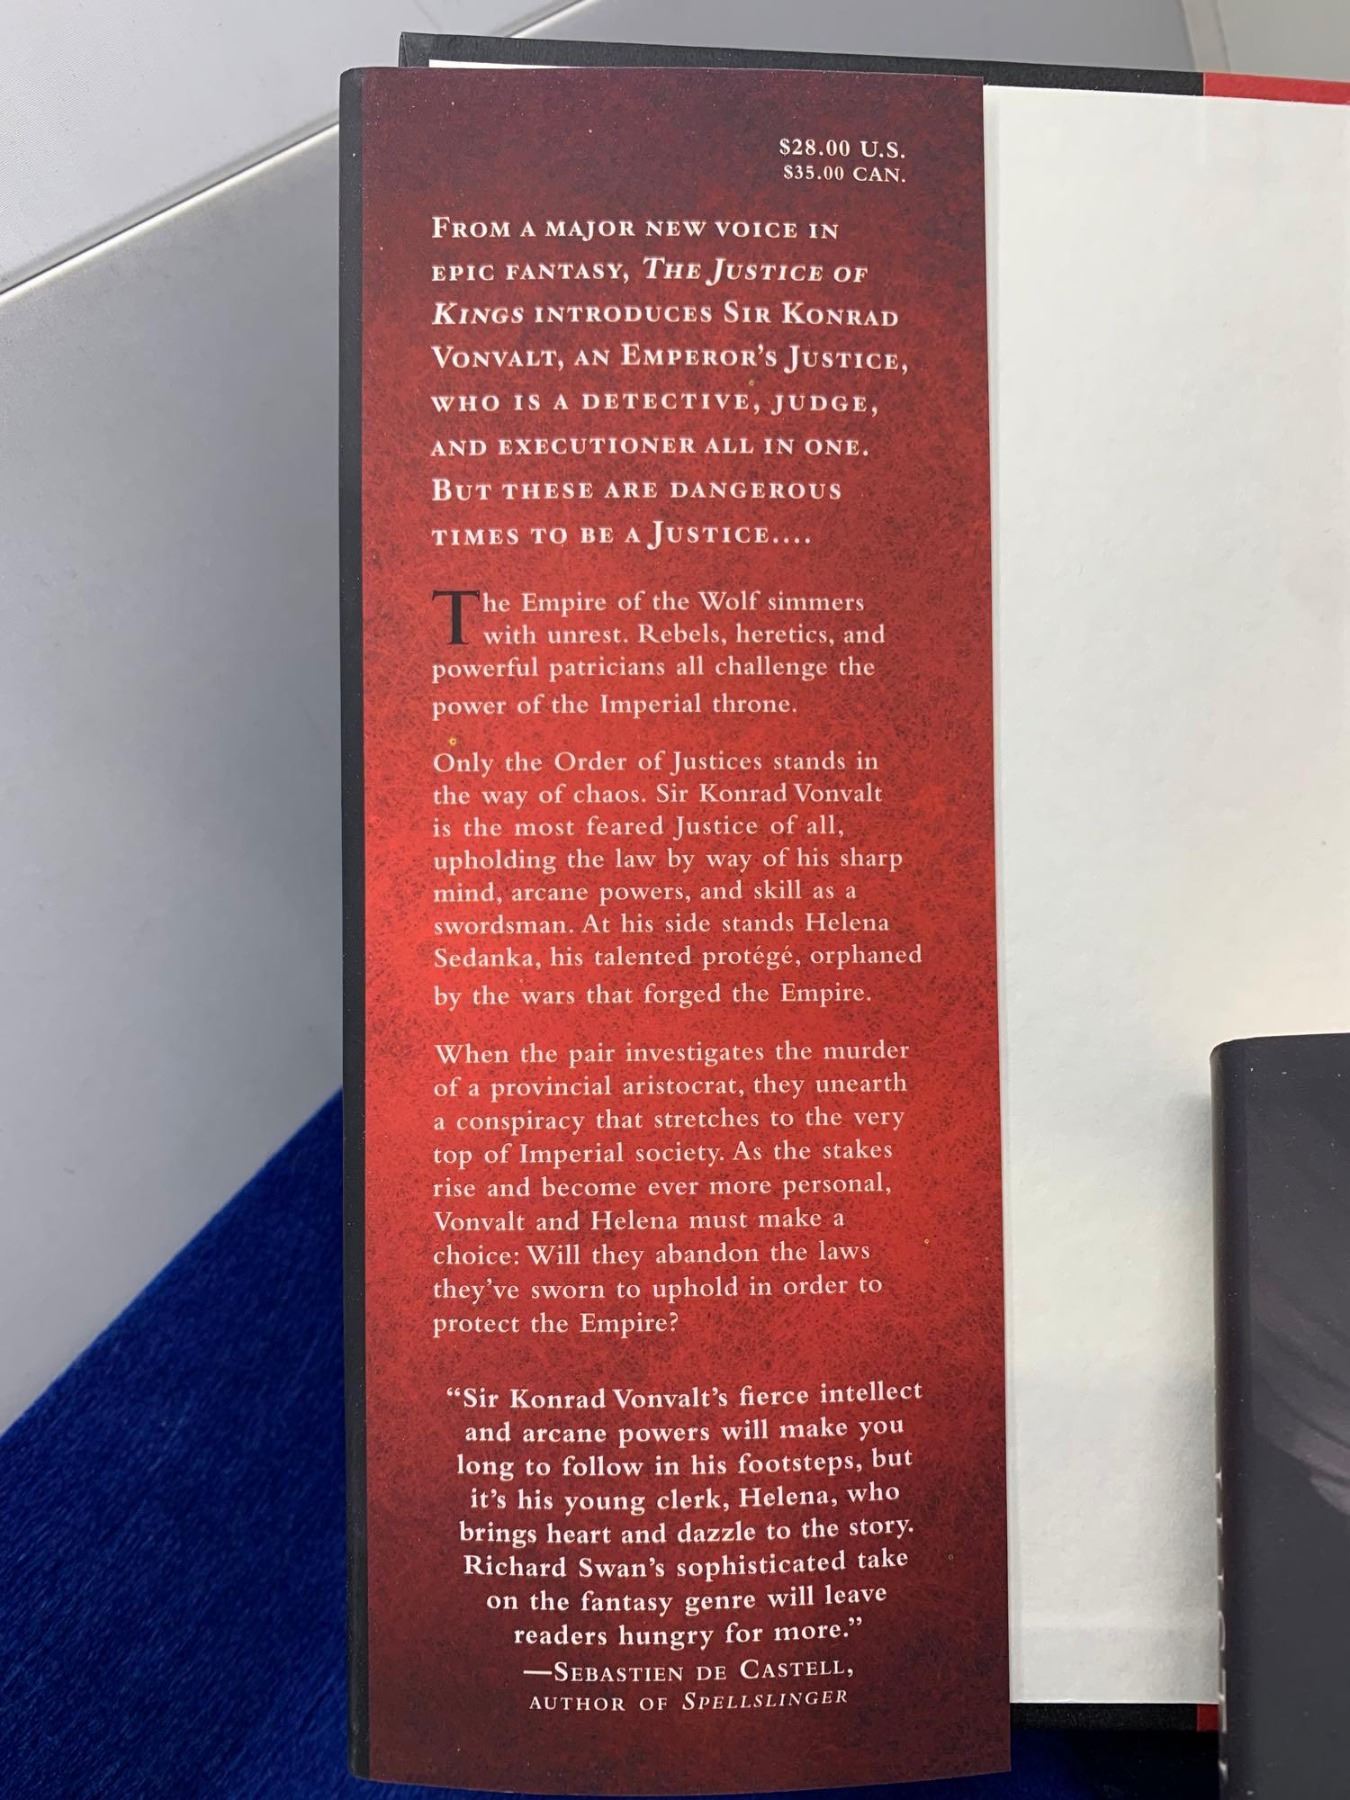 $28.00 U.S.
$35.00 CAN.
FROM A MAJOR NEW VOICE IN
EPIC FANTASY, THE JUSTICE OF
KINGS INTRODUCES SIR KONRAD
VONVALT, AN EMPEROR'S JUSTICE,
WHO IS A DETECTIVE, JUDGE,
AND EXECUTIONER ALL IN ONE.
BUT THESE ARE DANGEROUS
TIMES TO BE A JUSTICE....
The Empire of the Wolf simmers
with unrest. Rebels, heretics, and
powerful patricians all challenge the
power of the Imperial throne.
Only the Order of Justices stands in
the way of chaos. Sir Konrad Vonvalt
is the most feared Justice of all,
upholding the law by way of his sharp
mind, arcane powers, and skill as a
swordsman. At his side stands Helena
Sedanka, his talented protégé, orphaned
by the wars that forged the Empire.
When the pair investigates the murder
of a provincial aristocrat, they unearth
a conspiracy that stretches to the very
top of Imperial society. As the stakes
rise and become ever more personal,
Vonvalt and Helena must make a
choice: Will they abandon the laws
they've sworn to uphold in order to
protect the Empire?
“Sir Konrad Vonvalt's fierce intellect
and arcane powers will make you
long to follow in his footsteps, but
it's his young clerk, Helena, who
brings heart and dazzle to the story.
Richard Swan's sophisticated take
on the fantasy genre will leave
readers hungry for more.”
—SEBASTIEN DE CASTELL,
AUTHOR OF SPELLSLINGER